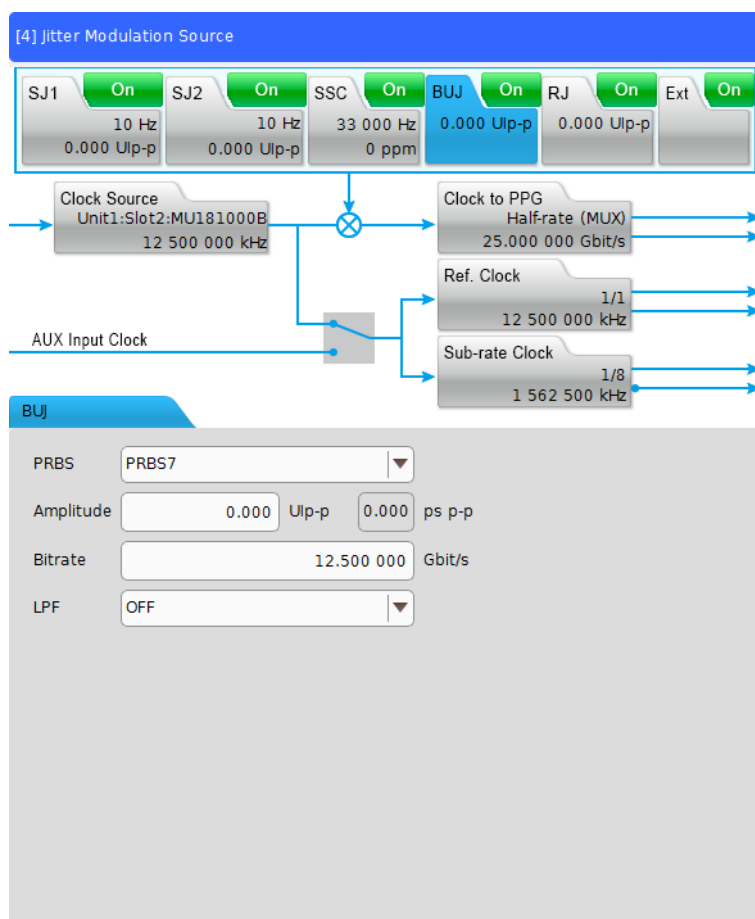 [4] Jitter Modulation Source
SJ1 On SJ2 On SSC On BUJ On RJ On Ext On
10 Hz 10 Hz 33 000 Hz 0.000 UIp-p 0.000 UIp-p
0.000 UIp-p 0.000 UIp-p 0 ppm
Clock Source
Unit1:Slot2:MU181000B
12 500 000 kHz
Clock to PPG
Half-rate (MUX)
25.000 000 Gbit/s
Ref. Clock
1/1
12 500 000 kHz
AUX Input Clock
Sub-rate Clock
1/8
1 562 500 kHz
BUJ
PRBS PRBS7
Amplitude 0.000 UIp-p 0.000 ps p-p
Bitrate 12.500 000 Gbit/s
LPF OFF